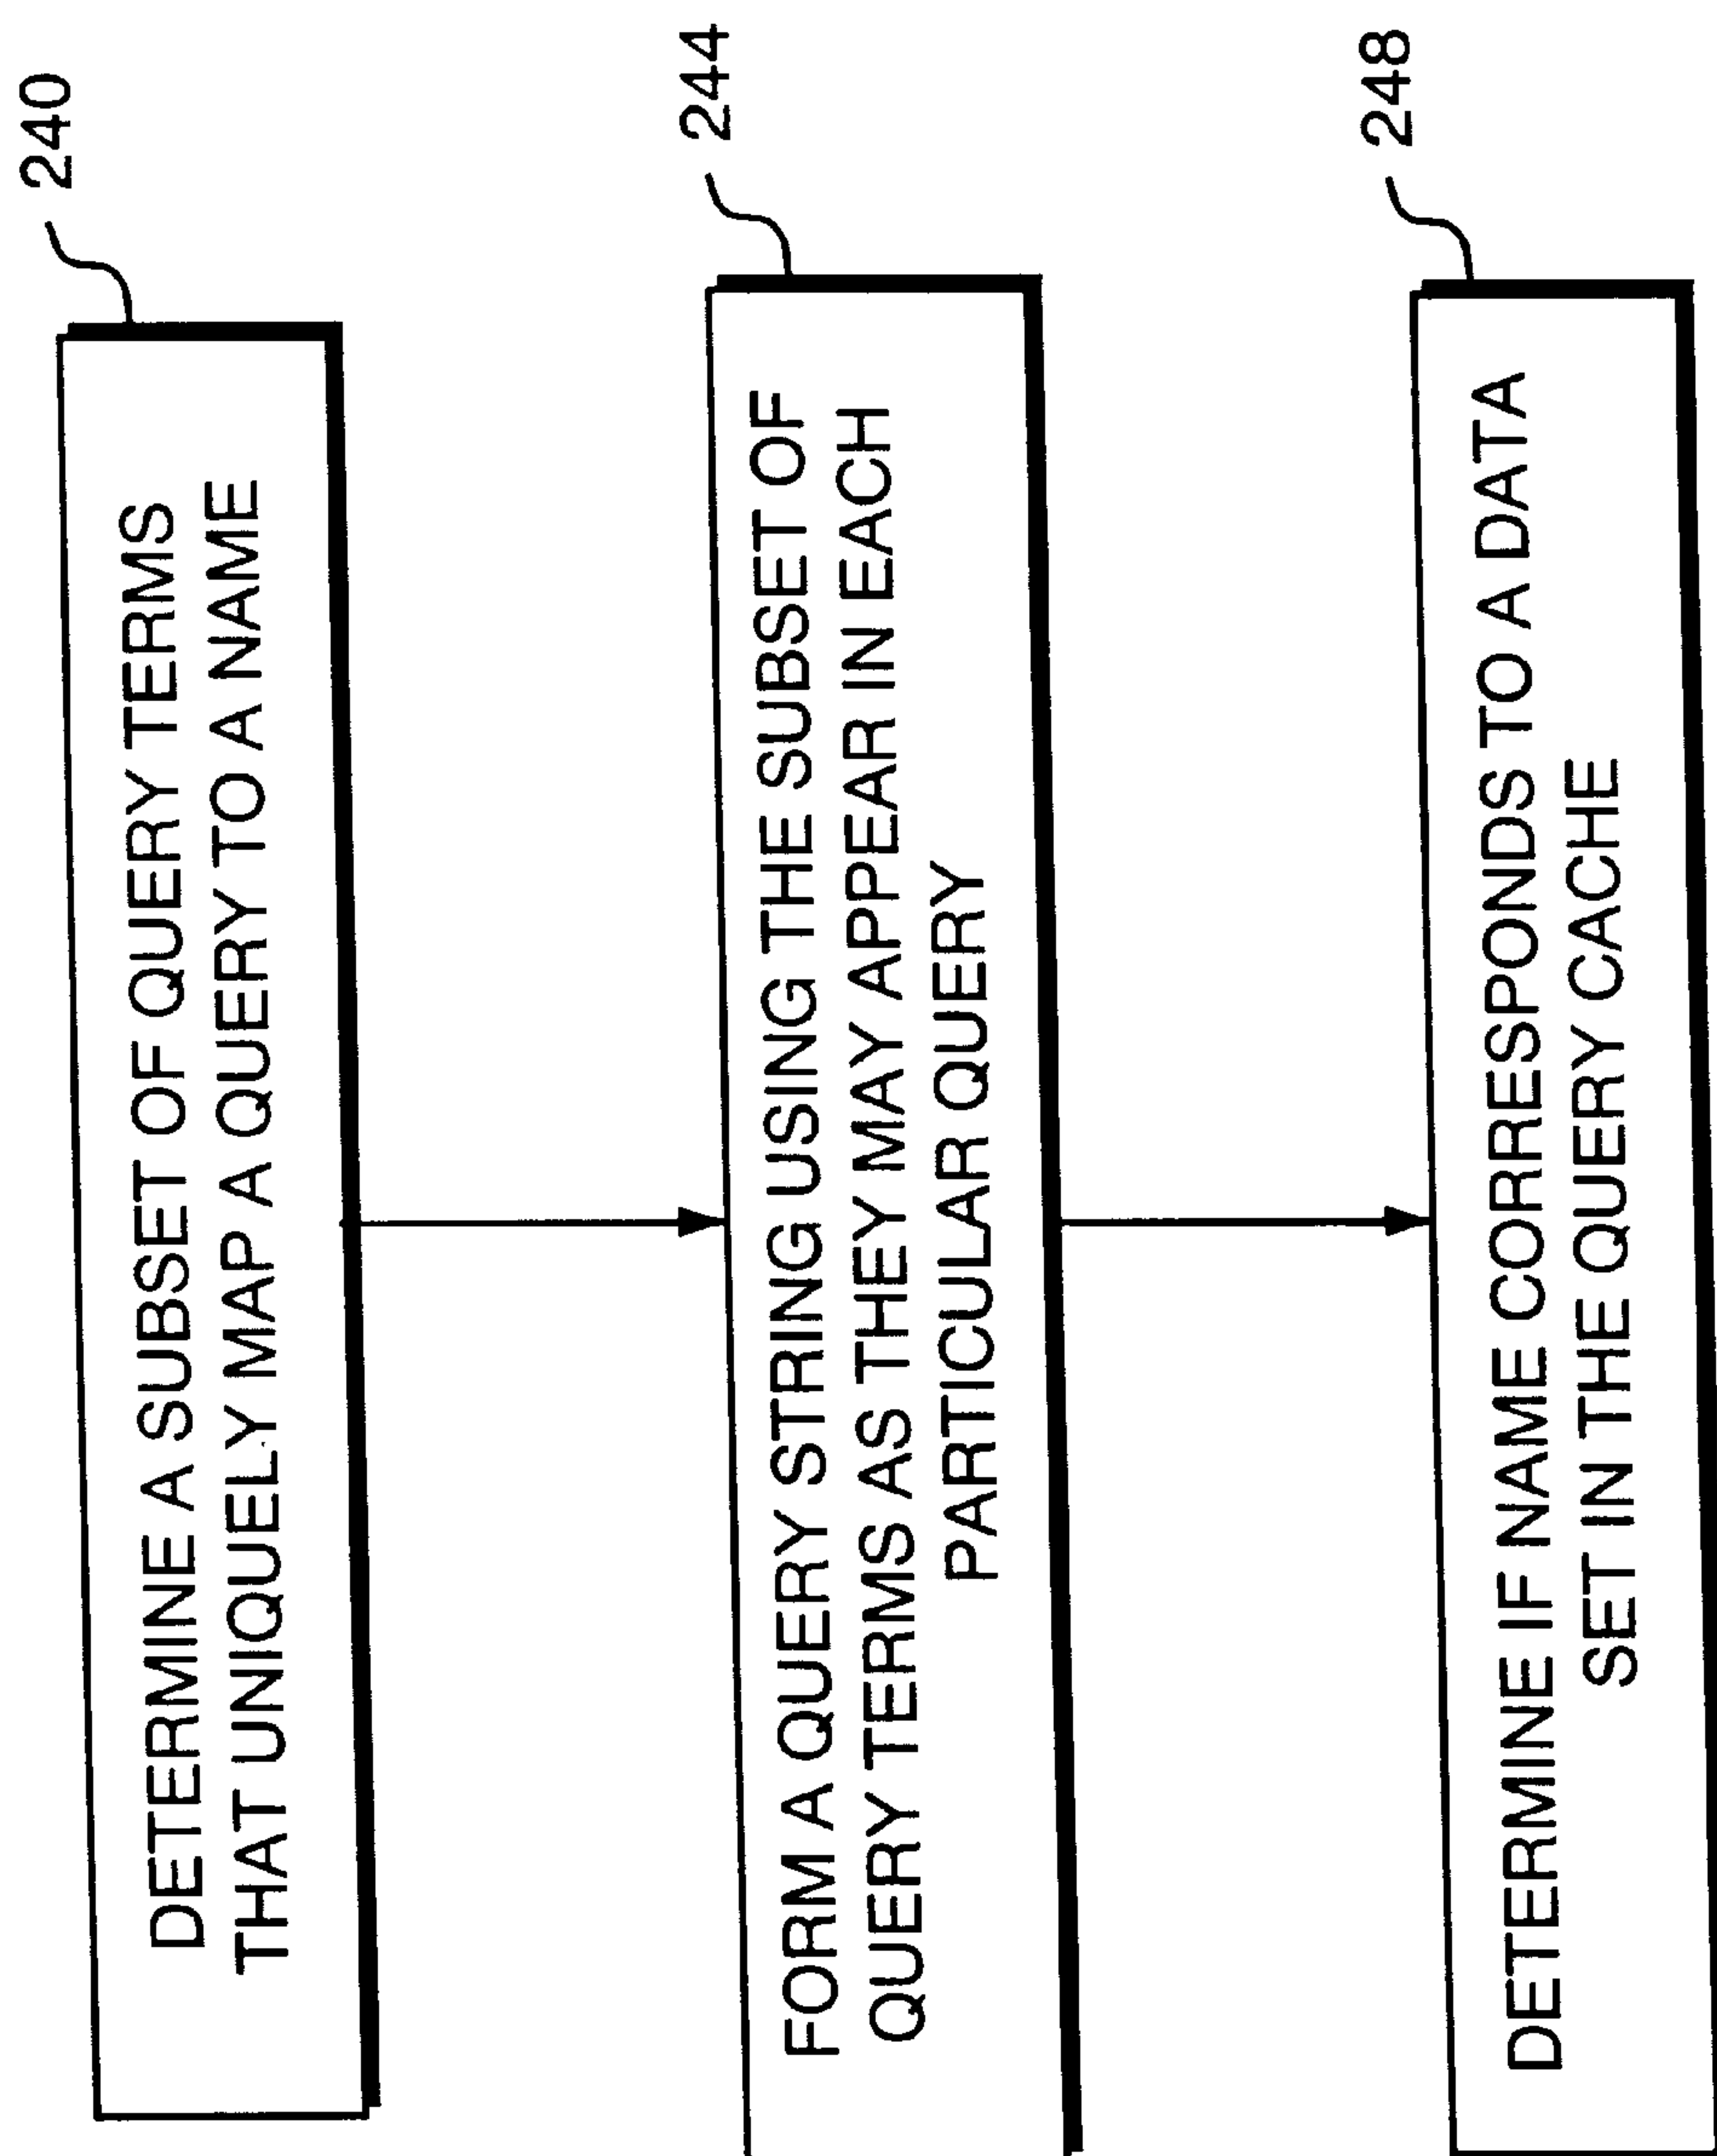 240
DETERMINE A SUBSET OF QUERY TERMS
THAT UNIQUELY MAP A QUERY TO A NAME
244
FORM A QUERY STRING USING THE SUBSET OF
QUERY TERMS AS THEY MAY APPEAR IN EACH
PARTICULAR QUERY
248
DETERMINE IF NAME CORRESPONDS TO A DATA
SET IN THE QUERY CACHE